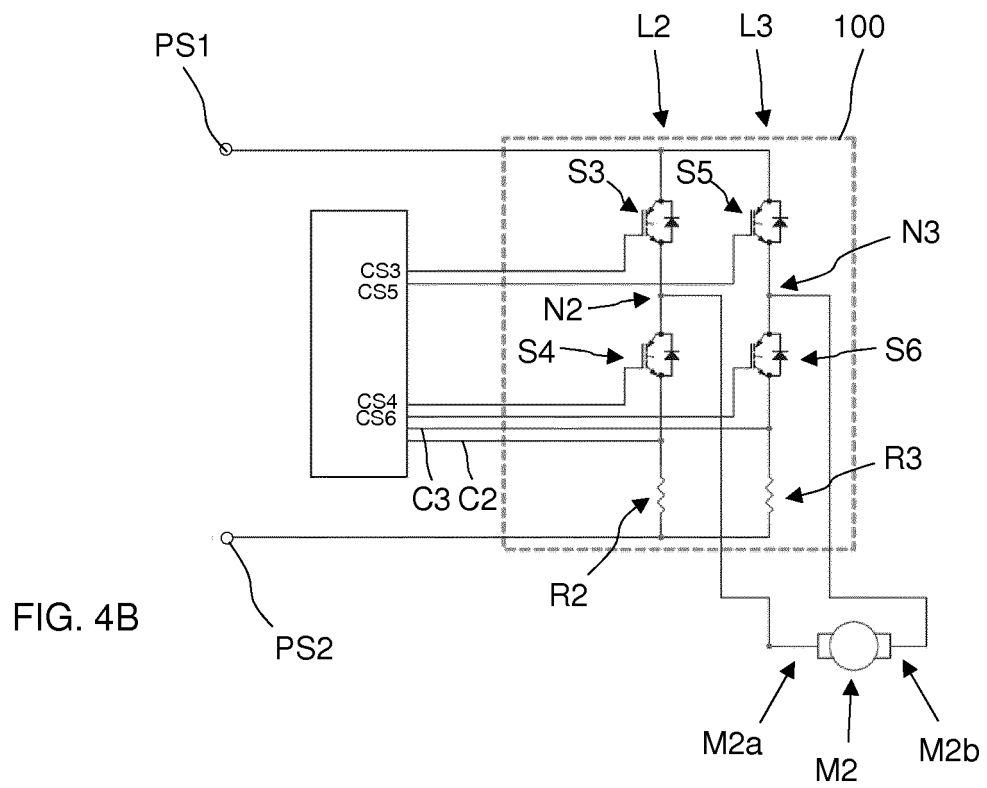 L2 L3 100
PS1
S3 S5
N3
CS3
CS5
N2
S4 S6
CS4
CS6
R3
C3 C2
R2
FIG. 4B
PS2
M2a M2b
M2